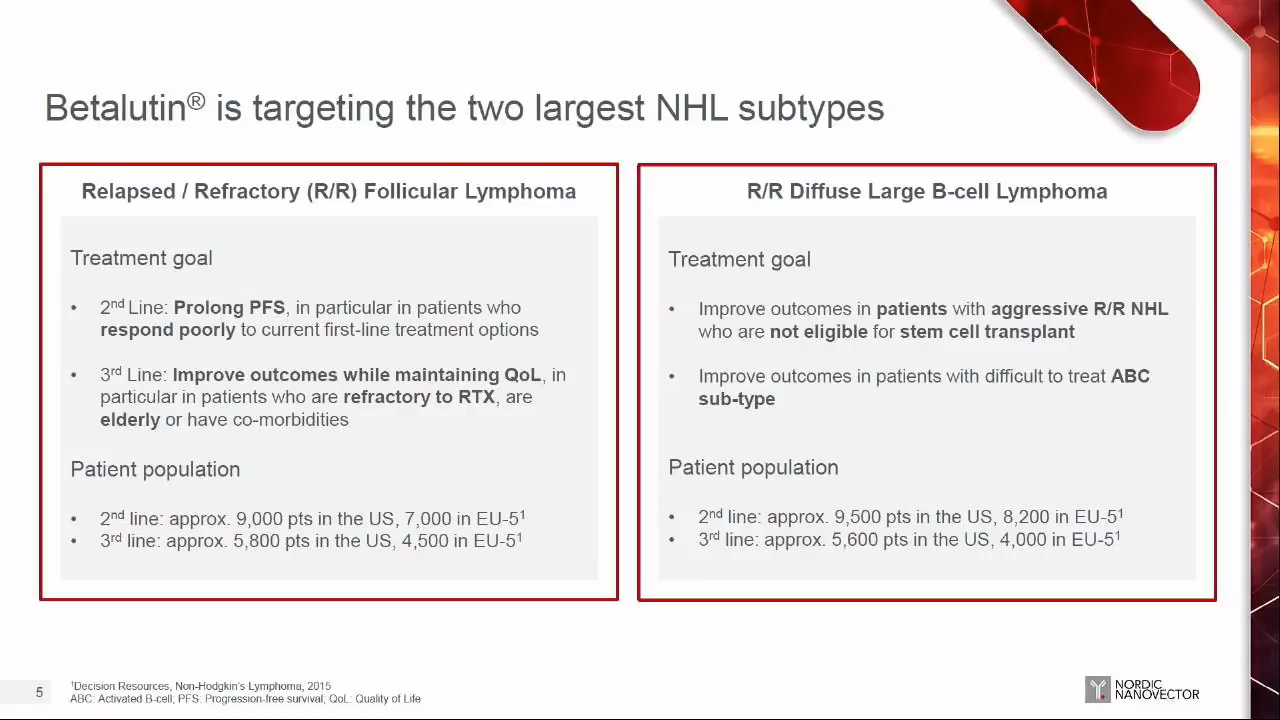 Betalutin® is targeting the two largest NHL subtypes
Relapsed / Refractory (R/R) Follicular Lymphoma
Treatment goal
• 2nd Line: Prolong PFS, in particular in patients who
respond poorly to current first-line treatment options
• 3rd Line: Improve outcomes while maintaining QoL, in
particular in patients who are refractory to RTX, are
elderly or have co-morbidities
Patient population
• 2nd line: approx. 9,000 pts in the US, 7,000 in EU-5¹
• 3rd line: approx. 5,800 pts in the US, 4,500 in EU-5¹
R/R Diffuse Large B-cell Lymphoma
Treatment goal
• Improve outcomes in patients with aggressive R/R NHL
who are not eligible for stem cell transplant
• Improve outcomes in patients with difficult to treat ABC
sub-type
Patient population
• 2nd line: approx. 9,500 pts in the US, 8,200 in EU-5¹
• 3rd line: approx. 5,600 pts in the US, 4,000 in EU-5¹
5
¹Decision Resources, Non-Hodgkin's Lymphoma, 2015
ABC: Activated B-cell; PFS: Progression-free survival; QoL: Quality of Life
NORDIC
NANOVECTOR